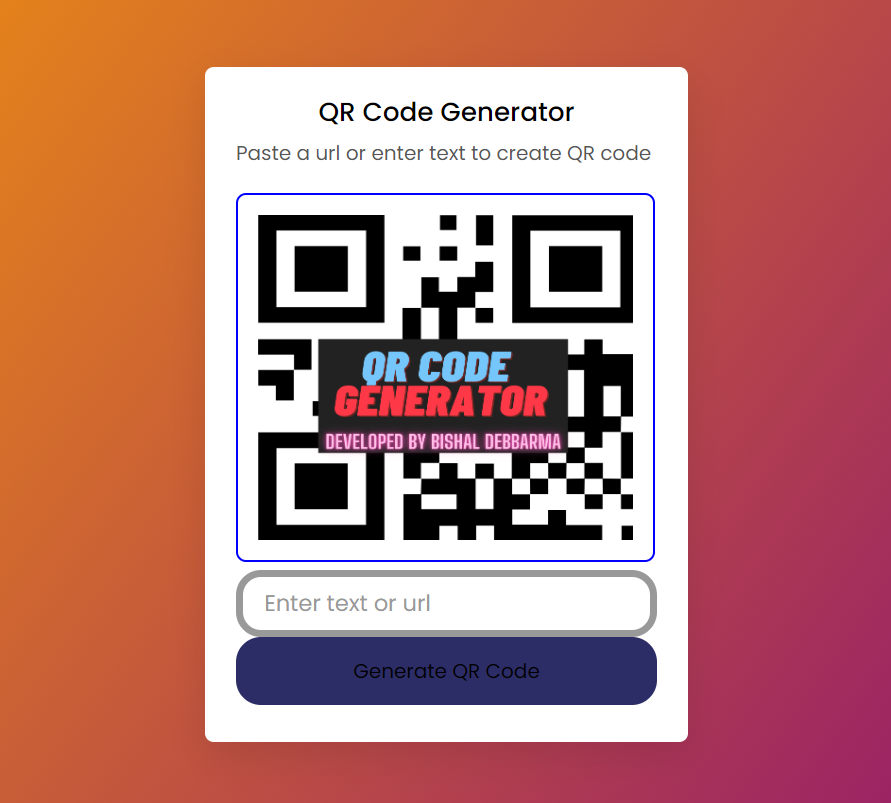 QR Code Generator
Paste a url or enter text to create QR code
QR CODE
GENERATOR
DEVELOPED BY BISHAL DEBBARMA
Enter text or url
Generate QR Code